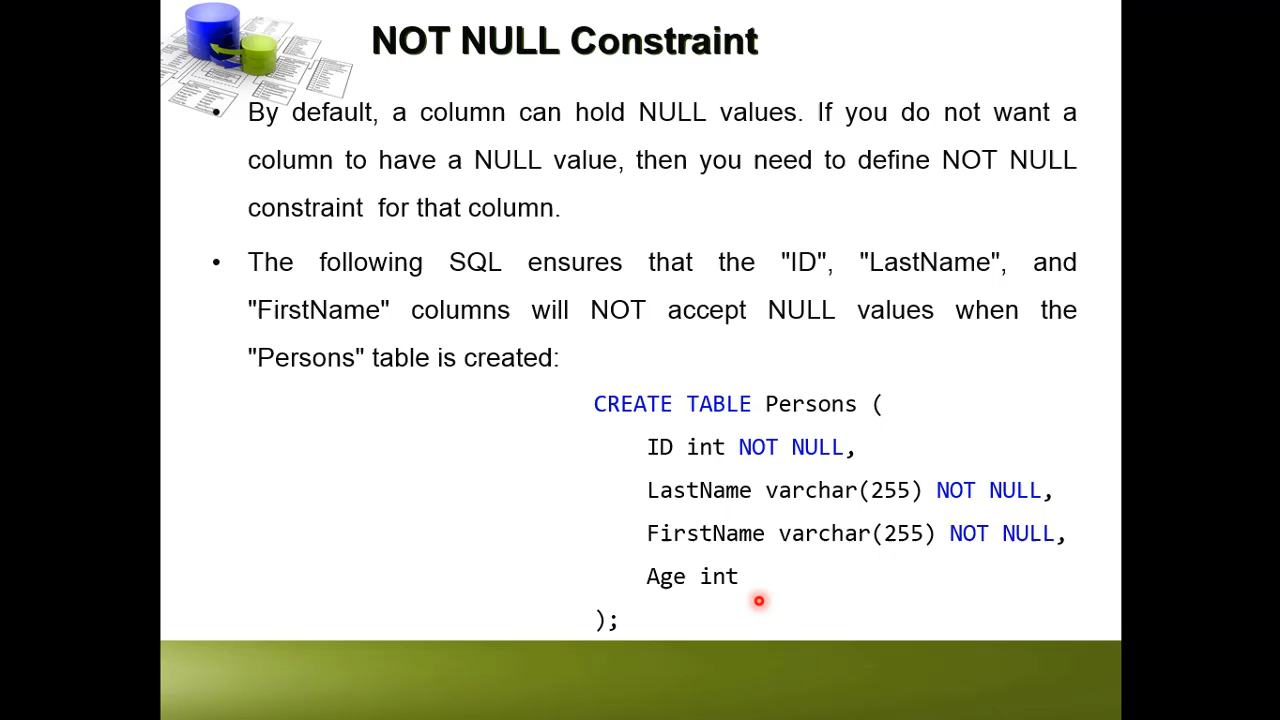 NOT NULL Constraint
• By default, a column can hold NULL values. If you do not want a
column to have a NULL value, then you need to define NOT NULL
constraint for that column.
• The following SQL ensures that the "ID", "LastName", and
"FirstName" columns will NOT accept NULL values when the
"Persons" table is created:
CREATE TABLE Persons (
ID int NOT NULL,
LastName varchar(255) NOT NULL,
FirstName varchar(255) NOT NULL,
Age int
);